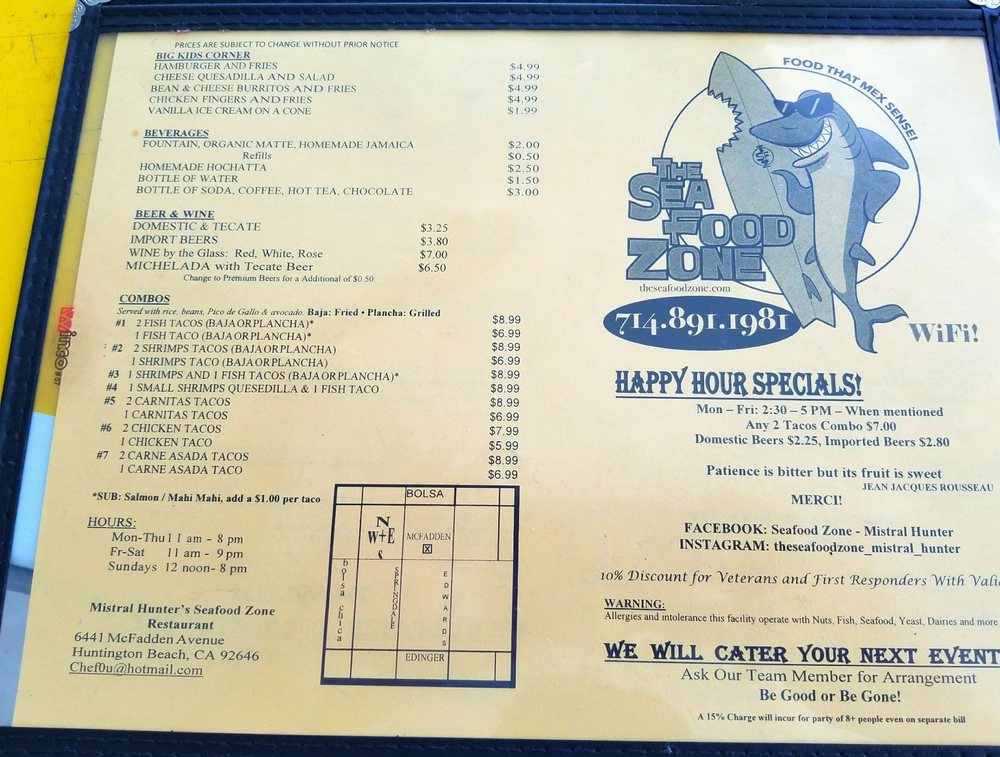 PRICES ARE SUBJECT TO CHANGE WITHOUT PRIOR NOTICE
BIG KIDS CORNER
HAMBURGER AND FRIES $4.99
CHEESE QUESADILLA AND SALAD $4.99
BEAN & CHEESE BURRITOS AND FRIES $4.99
CHICKEN FINGERS AND FRIES $4.99
VANILLA ICE CREAM ON A CONE $1.99
BEVERAGES
FOUNTAIN, ORGANIC MATTE, HOMEMADE JAMAICA $2.00
Refills $0.50
HOMEMADE HOCHATTA $2.50
BOTTLE OF WATER $1.50
BOTTLE OF SODA, COFFEE, HOT TEA, CHOCOLATE $3.00
BEER & WINE
DOMESTIC & TECATE $3.25
IMPORT BEERS $3.80
WINE by the Glass: Red, White, Rose $7.00
MICHELADA with Tecate Beer $6.50
Change to Premium Beers for a Additional of $0.50
COMBOS
Served with rice, beans, Pico de Gallo & avocado. Baja: Fried • Plancha: Grilled
#1 2 FISH TACOS (BAJA OR PLANCHA)* $8.99
1 FISH TACO (BAJA OR PLANCHA)* $6.99
: #2 2 SHRIMPS TACOS (BAJA OR PLANCHA) $8.99
1 SHRIMPS TACO (BAJA OR PLANCHA) $6.99
#3 1 SHRIMPS AND 1 FISH TACOS (BAJA OR PLANCHA)* $8.99
#4 1 SMALL SHRIMPS QUESEDILLA & 1 FISH TACO $8.99
#5 2 CARNITAS TACOS $8.99
1 CARNITAS TACOS $6.99
#6 2 CHICKEN TACOS $7.99
1 CHICKEN TACO $5.99
#7 2 CARNE ASADA TACOS $8.99
1 CARNE ASADA TACO $6.99
*SUB: Salmon / Mahi Mahi, add a $1.00 per taco
HOURS:
Mon-Thu 11 am - 8 pm
Fr-Sat 11 am - 9 pm
Sundays 12 noon- 8 pm
Mistral Hunter's Seafood Zone
Restaurant
6441 McFadden Avenue
Huntington Beach, CA 92646
Chef0u@hotmail.com
BOLSA
N
W+E
S
MCFADDEN
bolsa chica
SPRINGDALE
EDWARDS
EDINGER
FOOD THAT MEX SENSE!
THE
SEA
FOOD
ZONE
theseafoodzone.com
714.891.1981
WiFi!
HAPPY HOUR SPECIALS!
Mon – Fri: 2:30 – 5 PM – When mentioned
Any 2 Tacos Combo $7.00
Domestic Beers $2.25, Imported Beers $2.80
Patience is bitter but its fruit is sweet
JEAN JACQUES ROUSSEAU
MERCI!
FACEBOOK: Seafood Zone - Mistral Hunter
INSTAGRAM: theseafoodzone_mistral_hunter
10% Discount for Veterans and First Responders With Vali
WARNING:
Allergies and intolerance this facility operate with Nuts, Fish, Seafood, Yeast, Dairies and more
WE WILL CATER YOUR NEXT EVENT
Ask Our Team Member for Arrangement
Be Good or Be Gone!
A 15% Charge will incur for party of 8+ people even on separate bill